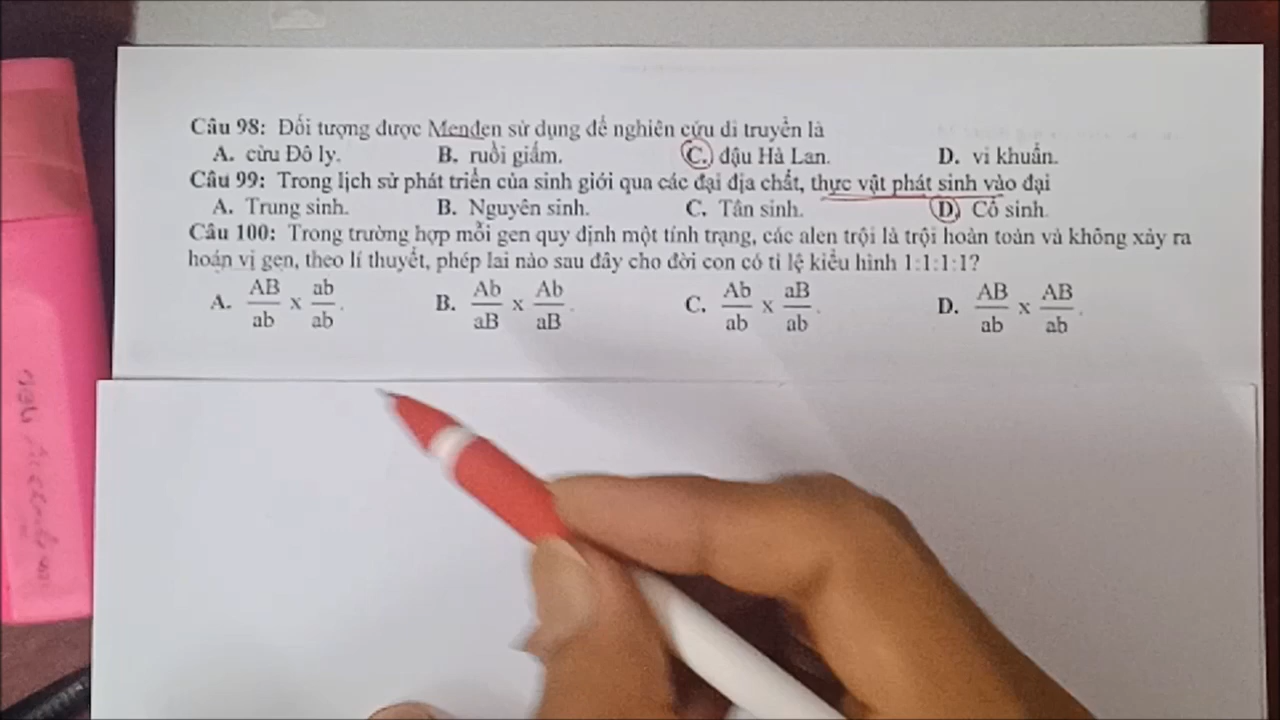 Câu 98: Đối tượng được Menđen sử dụng để nghiên cứu di truyền là
A. cừu Đô ly. B. ruồi giấm. C. đậu Hà Lan. D. vi khuẩn.
Câu 99: Trong lịch sử phát triển của sinh giới qua các đại địa chất, thực vật phát sinh vào đại
A. Trung sinh. B. Nguyên sinh. C. Tân sinh. D. Cổ sinh.
Câu 100: Trong trường hợp mỗi gen quy định một tính trạng, các alen trội là trội hoàn toàn và không xảy ra
hoán vị gen, theo lí thuyết, phép lai nào sau đây cho đời con có tỉ lệ kiểu hình 1:1:1:1?
A. AB/ab x ab/ab. B. Ab/aB x Ab/aB. C. Ab/ab x aB/ab. D. AB/ab x AB/ab.